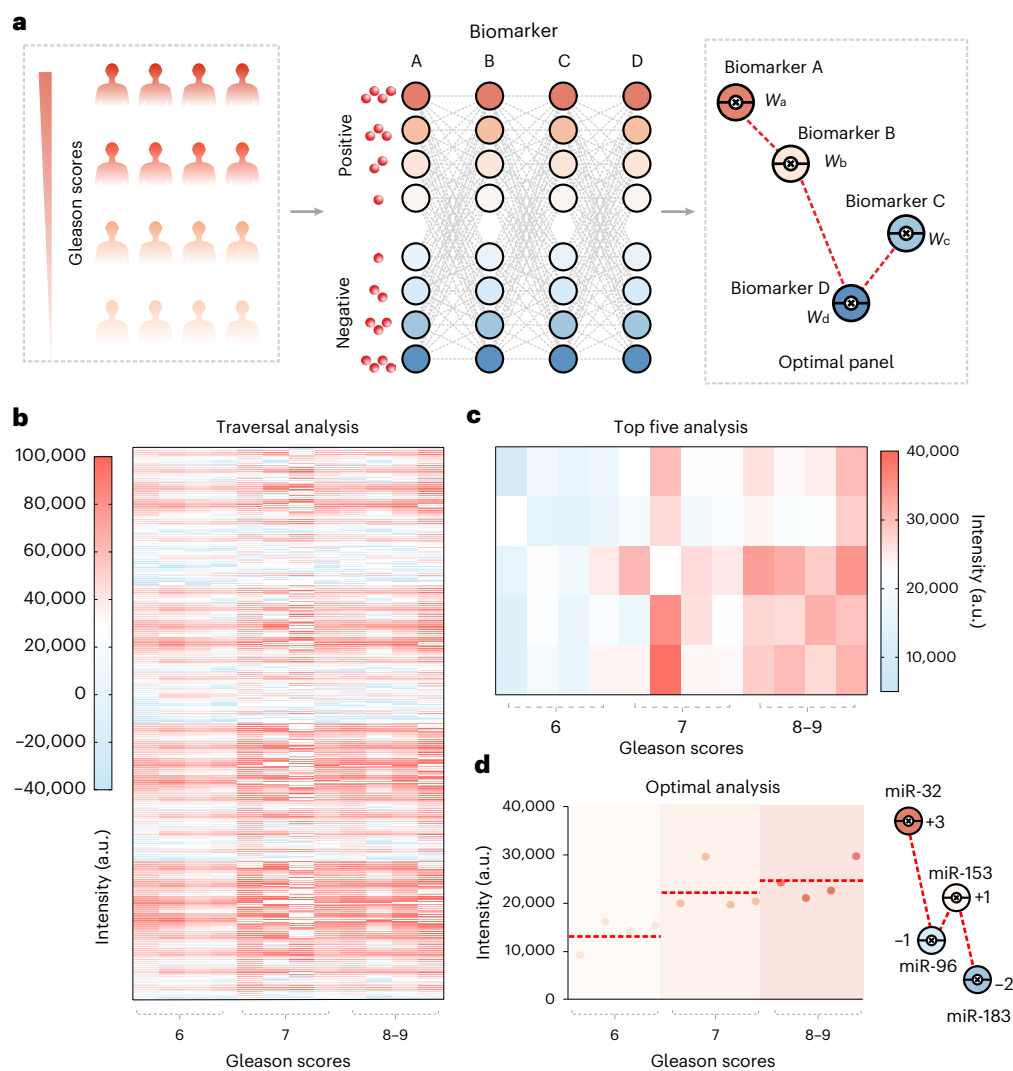 a
Gleason scores
Biomarker
A B C D
Positive
Negative
Biomarker A
Wa
Biomarker B
Wb
Biomarker C
Wc
Biomarker D
Wd
Optimal panel
b
Traversal analysis
100,000
80,000
60,000
40,000
20,000
0
−20,000
−40,000
Intensity (a.u.)
6 7 8–9
Gleason scores
c
Top five analysis
40,000
30,000
20,000
10,000
Intensity (a.u.)
6 7 8–9
Gleason scores
d
Optimal analysis
40,000
30,000
20,000
10,000
0
Intensity (a.u.)
6 7 8–9
Gleason scores
miR-32
+3
miR-153
+1
−1
miR-96
−2
miR-183